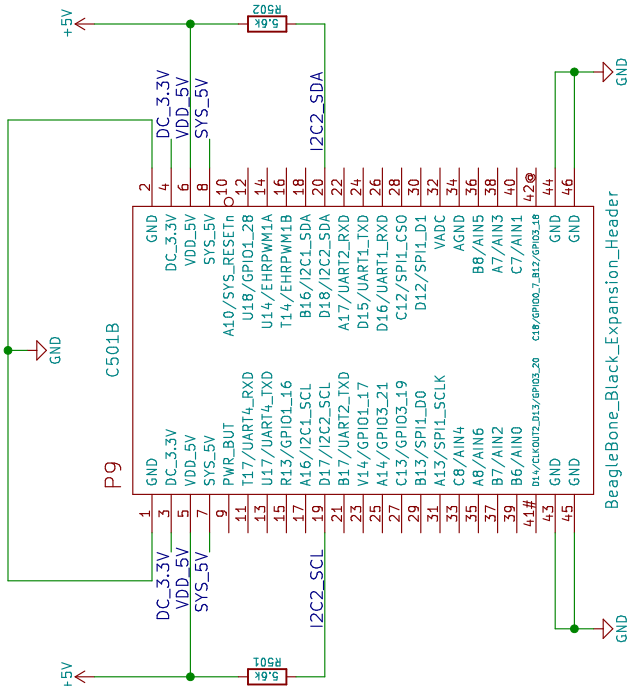 +5V
R502
5.6k
DC_3.3V
VDD_5V
SYS_5V
I2C2_SDA
GND
2
4
6
8
10
12
14
16
18
20
22
24
26
28
30
32
34
36
38
40
42@
44
46
GND
DC_3.3V
VDD_5V
SYS_5V
A10/SYS_RESETn
U18/GPIO1_28
U14/EHRPWM1A
T14/EHRPWM1B
B16/I2C1_SDA
D18/I2C2_SDA
A17/UART2_RXD
D15/UART1_TXD
D16/UART1_RXD
C12/SPI1_CSO
D12/SPI1_D1
VADC
AGND
B8/AIN5
A7/AIN3
C7/AIN1
C18/GPIO0_7_B12/GPIO3_18
GND
GND
GND
C501B
BeagleBone_Black_Expansion_Header
P9
GND
DC_3.3V
VDD_5V
SYS_5V
PWR_BUT
T17/UART4_RXD
U17/UART4_TXD
R13/GPIO1_16
A16/I2C1_SCL
D17/I2C2_SCL
B17/UART2_TXD
V14/GPIO1_17
A14/GPIO3_21
C13/GPIO3_19
B13/SPI1_D0
A13/SPI1_SCLK
C8/AIN4
A8/AIN6
B7/AIN2
B6/AIN0
D14/CLKOUT2_D13/GPIO3_20
GND
GND
1
3
5
7
9
11
13
15
17
19
21
23
25
27
29
31
33
35
37
39
41#
43
45
DC_3.3V
VDD_5V
SYS_5V
I2C2_SCL
GND
+5V
R501
5.6k